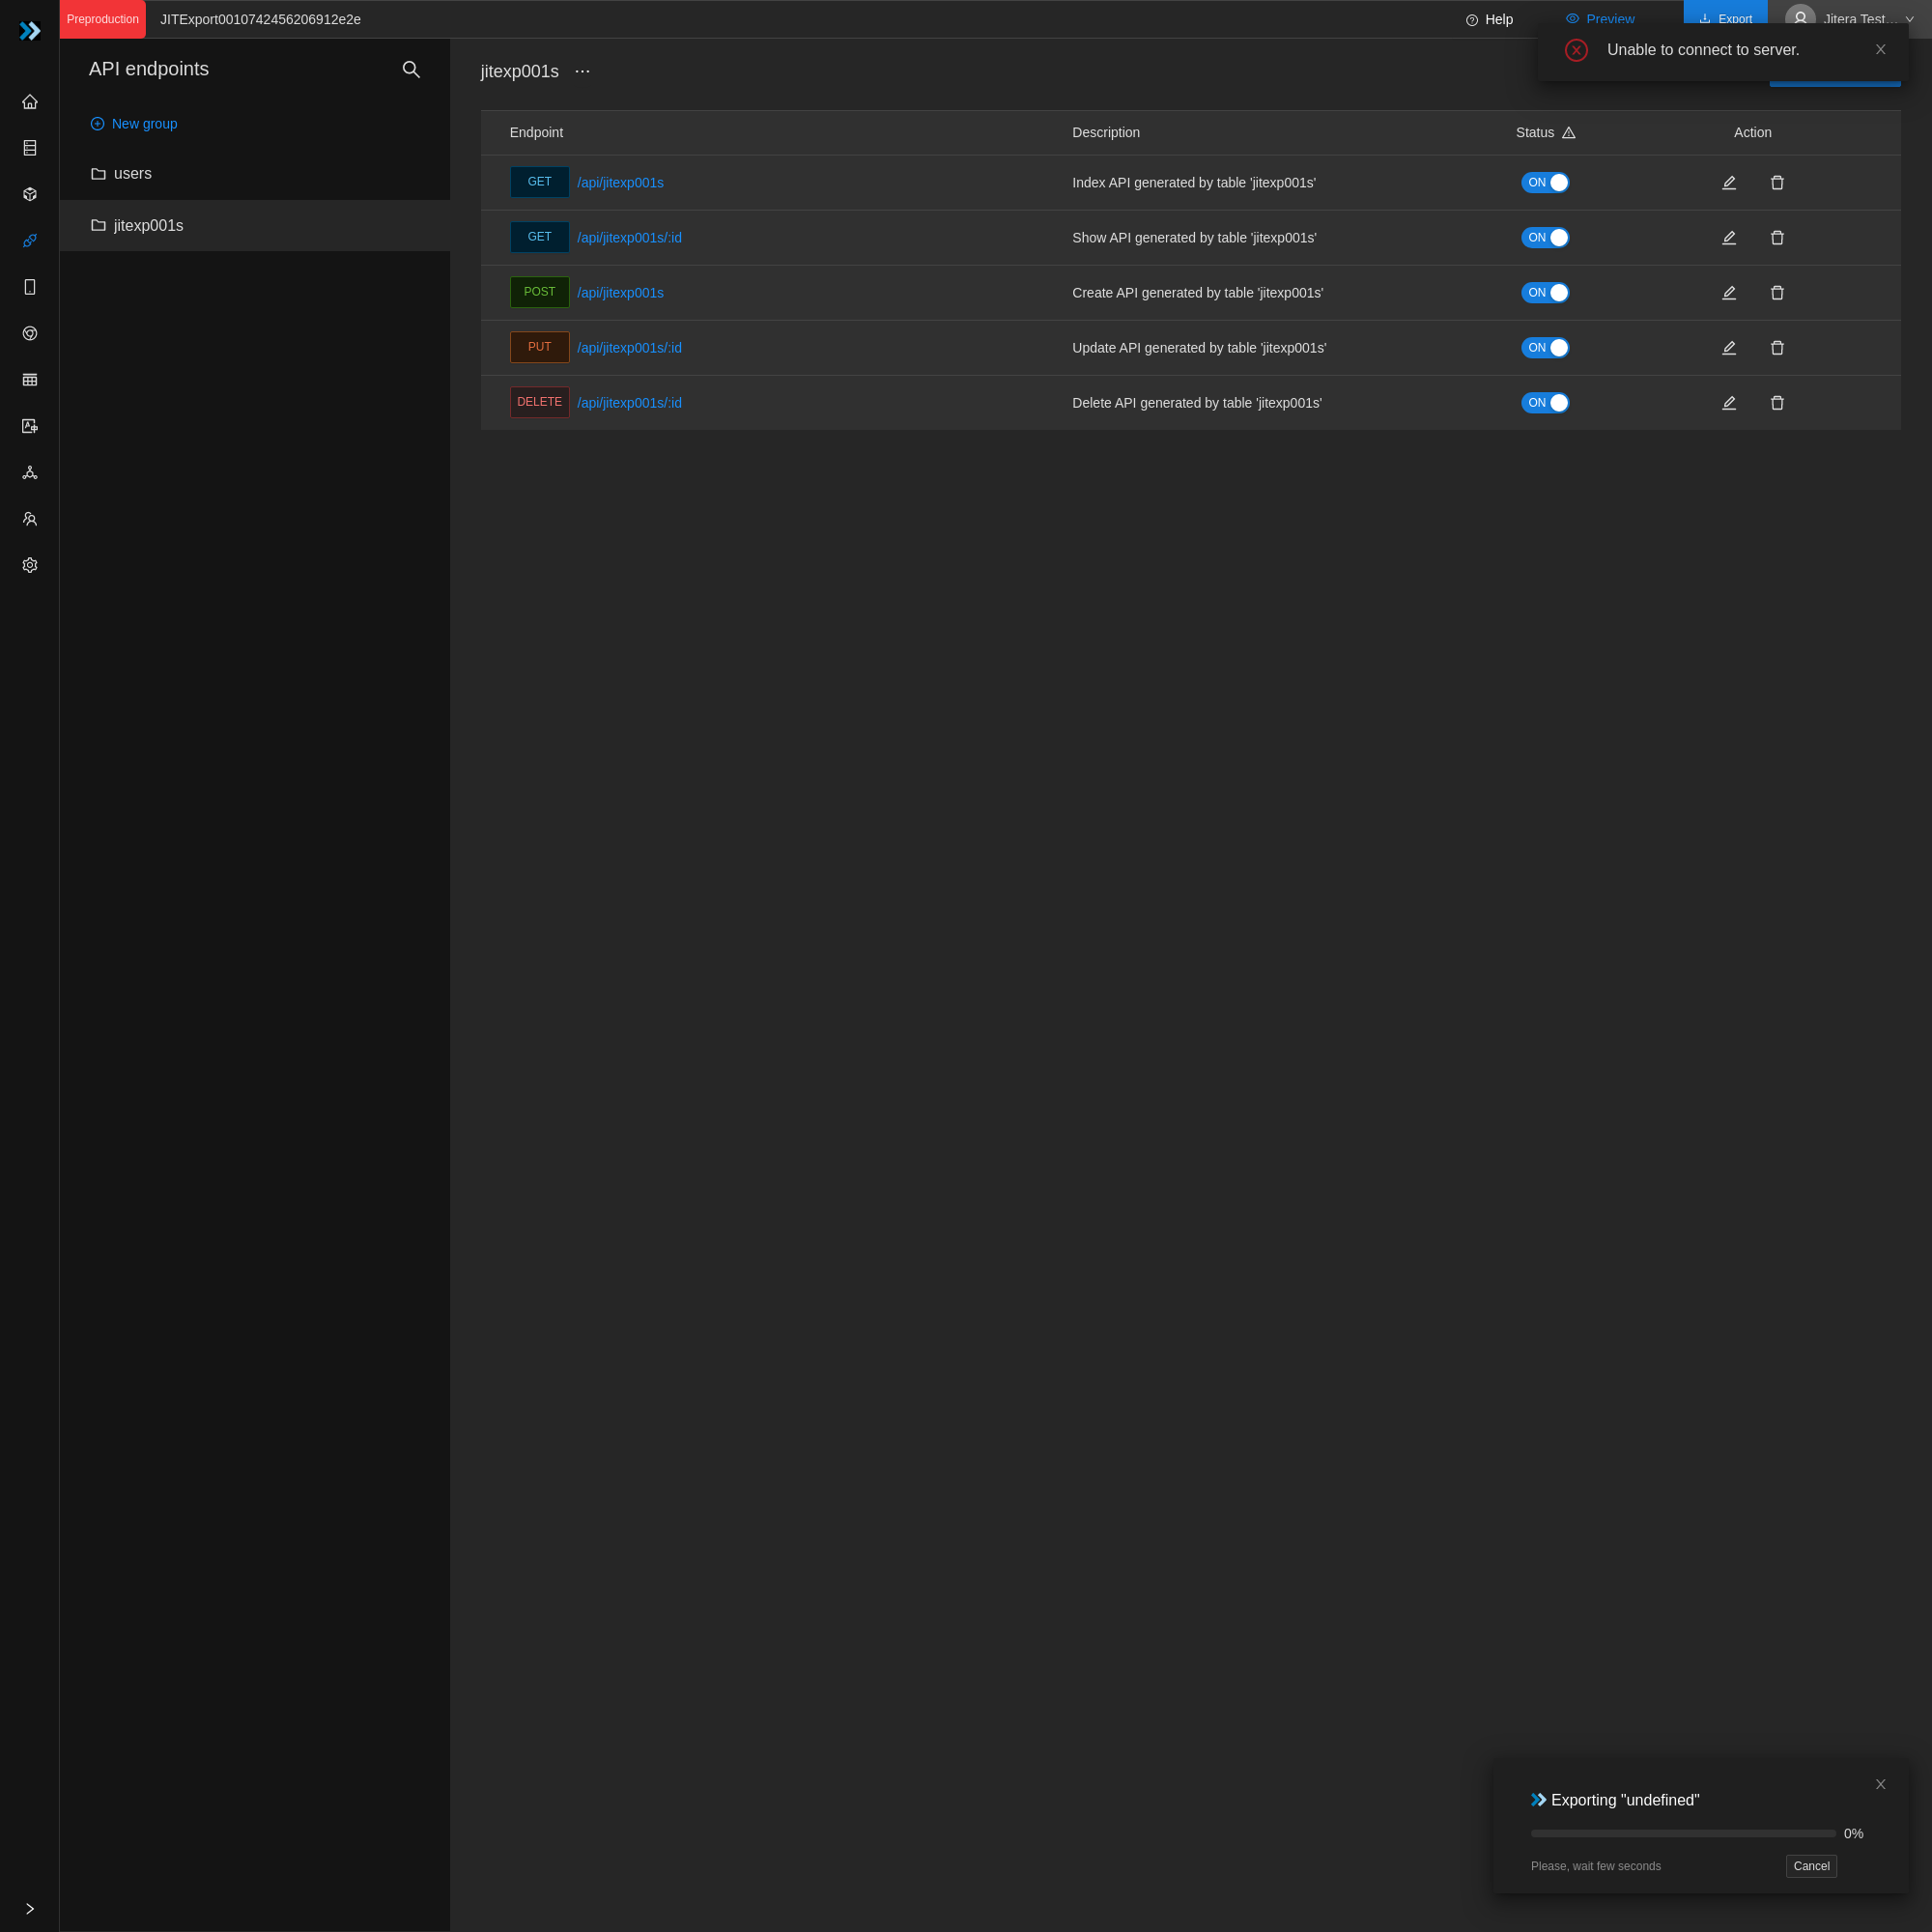 Preproduction JITExport0010742456206912e2e Help Preview Export Jitera Test...
Unable to connect to server.
API endpoints
New group
users
jitexp001s
jitexp001s ...
Endpoint Description Status Action
GET /api/jitexp001s Index API generated by table 'jitexp001s' ON
GET /api/jitexp001s/:id Show API generated by table 'jitexp001s' ON
POST /api/jitexp001s Create API generated by table 'jitexp001s' ON
PUT /api/jitexp001s/:id Update API generated by table 'jitexp001s' ON
DELETE /api/jitexp001s/:id Delete API generated by table 'jitexp001s' ON
Exporting "undefined"
0%
Please, wait few seconds Cancel